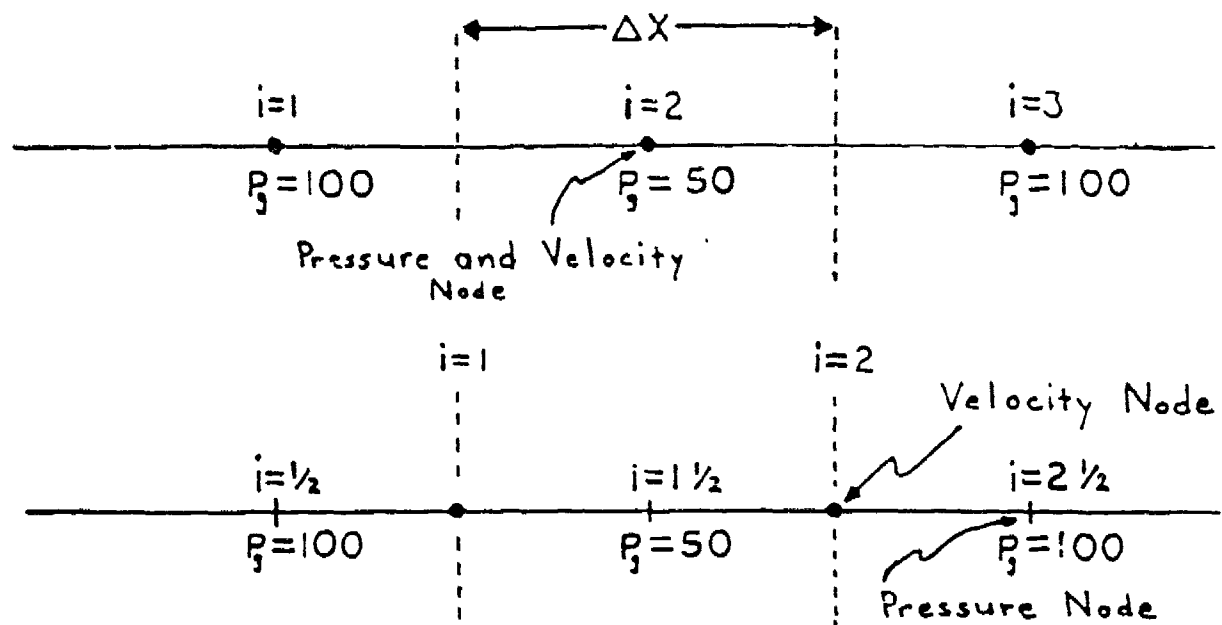 ΔX
i=1 i=2 i=3
Pg=100 Pg=50 Pg=100
Pressure and Velocity
Node
i=1 i=2
Velocity Node
i=½ i=1½ i=2½
Pg=100 Pg=50 Pg=100
Pressure Node